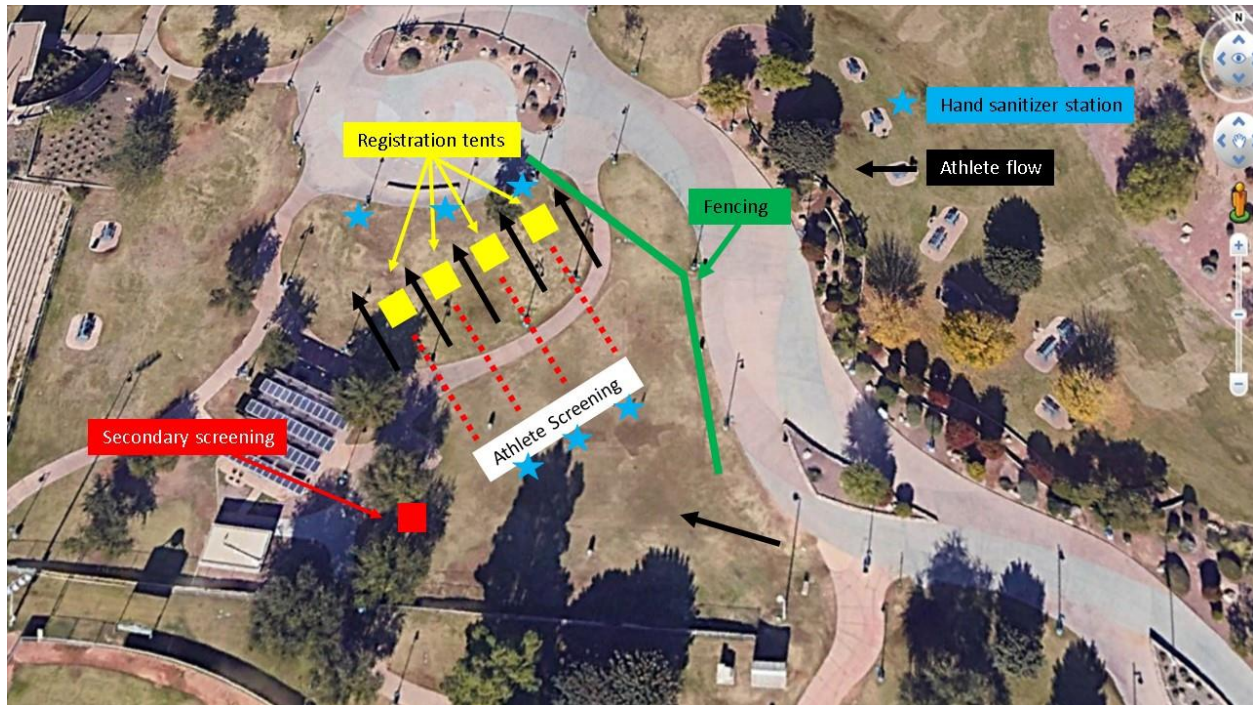 N
Hand sanitizer station
Registration tents
Athlete flow
Fencing
Athlete Screening
Secondary screening